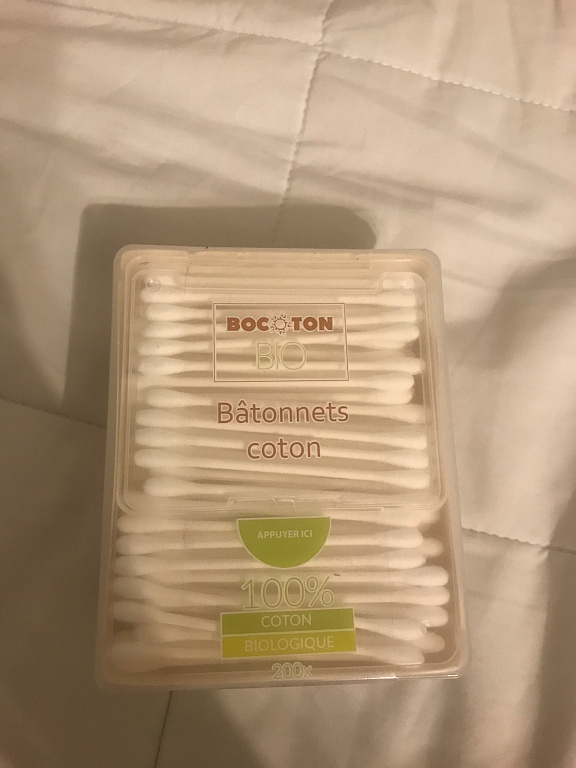 BOCOTON
BIO
Bâtonnets
coton
APPUYER ICI
100%
COTON
BIOLOGIQUE
200x